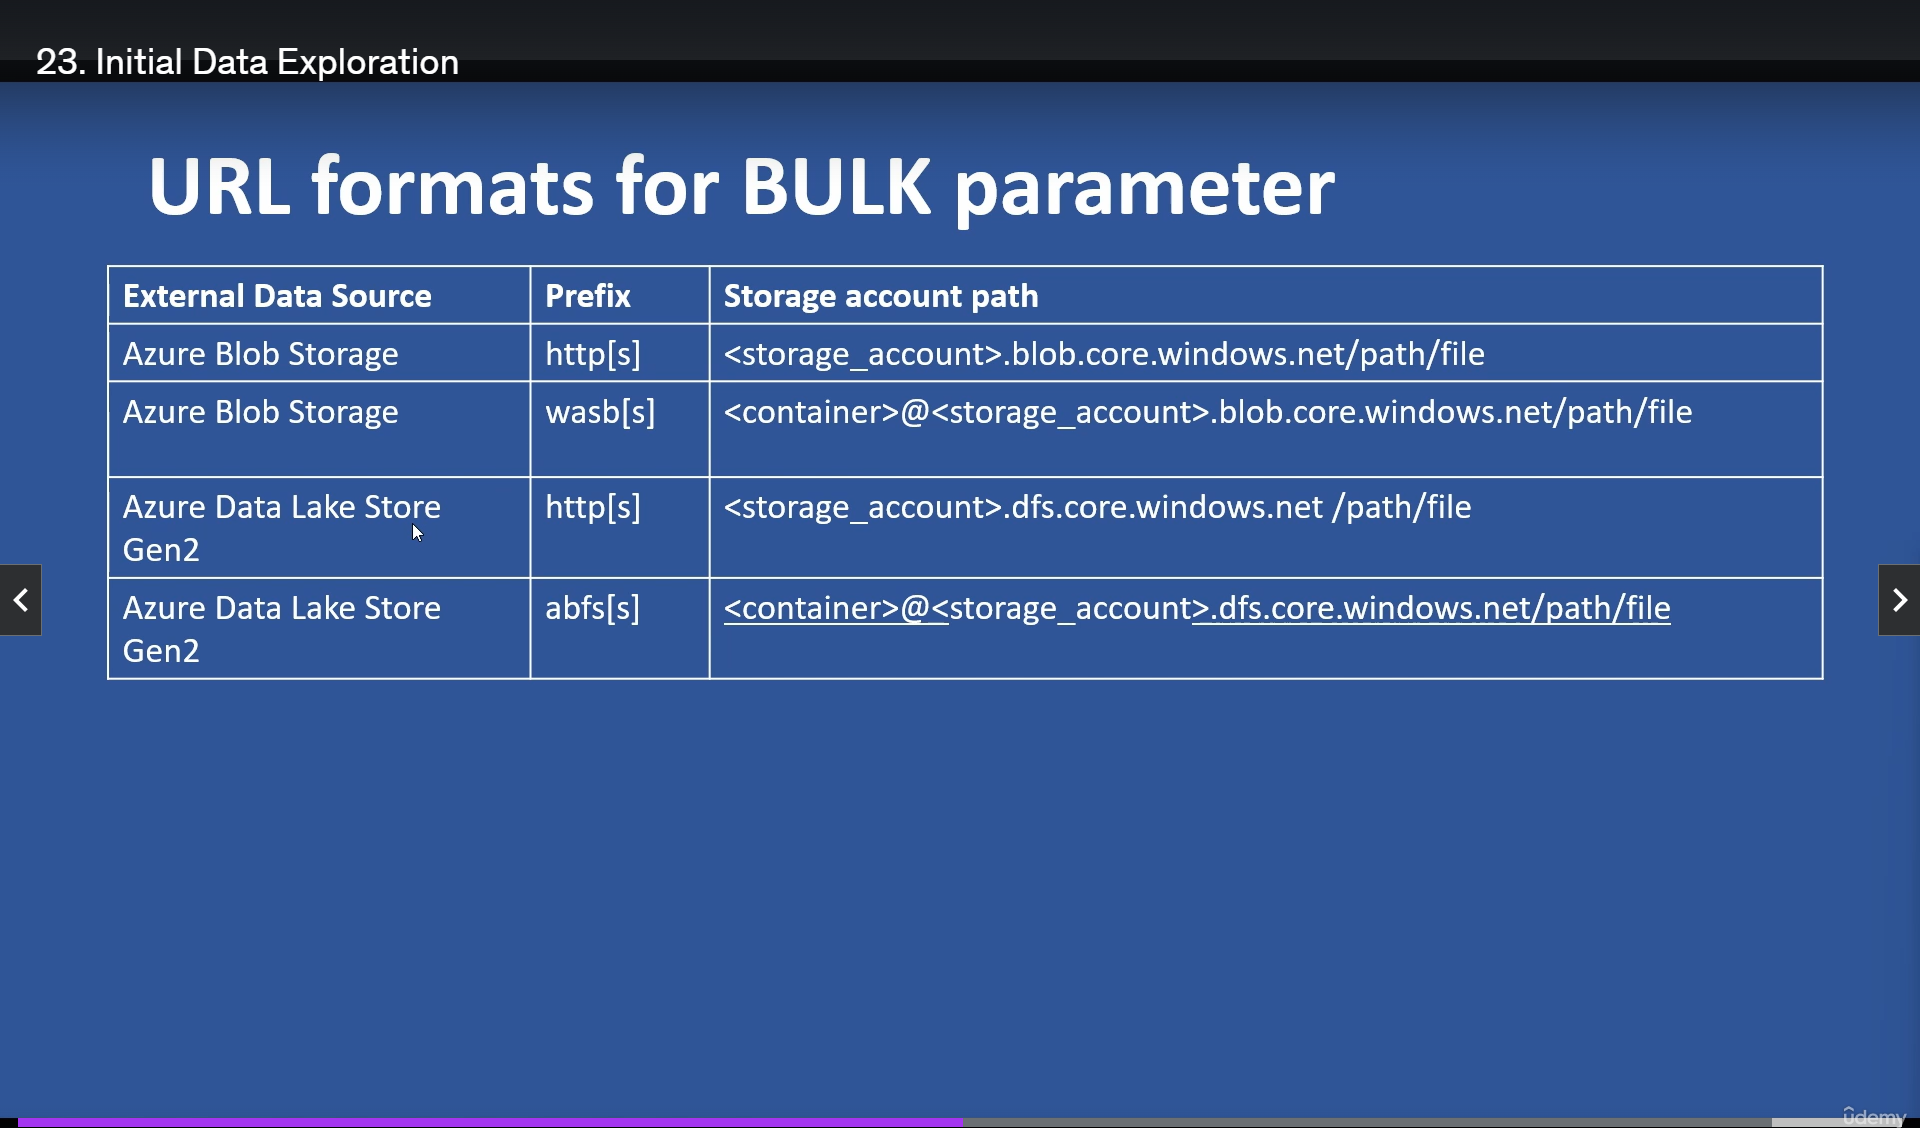 23. Initial Data Exploration
URL formats for BULK parameter
External Data Source Prefix Storage account path
Azure Blob Storage http[s] <storage_account>.blob.core.windows.net/path/file
Azure Blob Storage wasb[s] <container>@<storage_account>.blob.core.windows.net/path/file
Azure Data Lake Store http[s] <storage_account>.dfs.core.windows.net /path/file
Gen2
Azure Data Lake Store abfs[s] <container>@<storage_account>.dfs.core.windows.net/path/file
Gen2
ûdemy